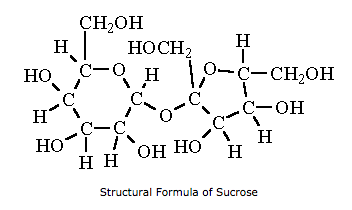 CH₂OH
H HOCH₂ H
HO C O H O C CH₂OH
C C C C OH
H O
C C C H
HO H H OH HO H
Structural Formula of Sucrose